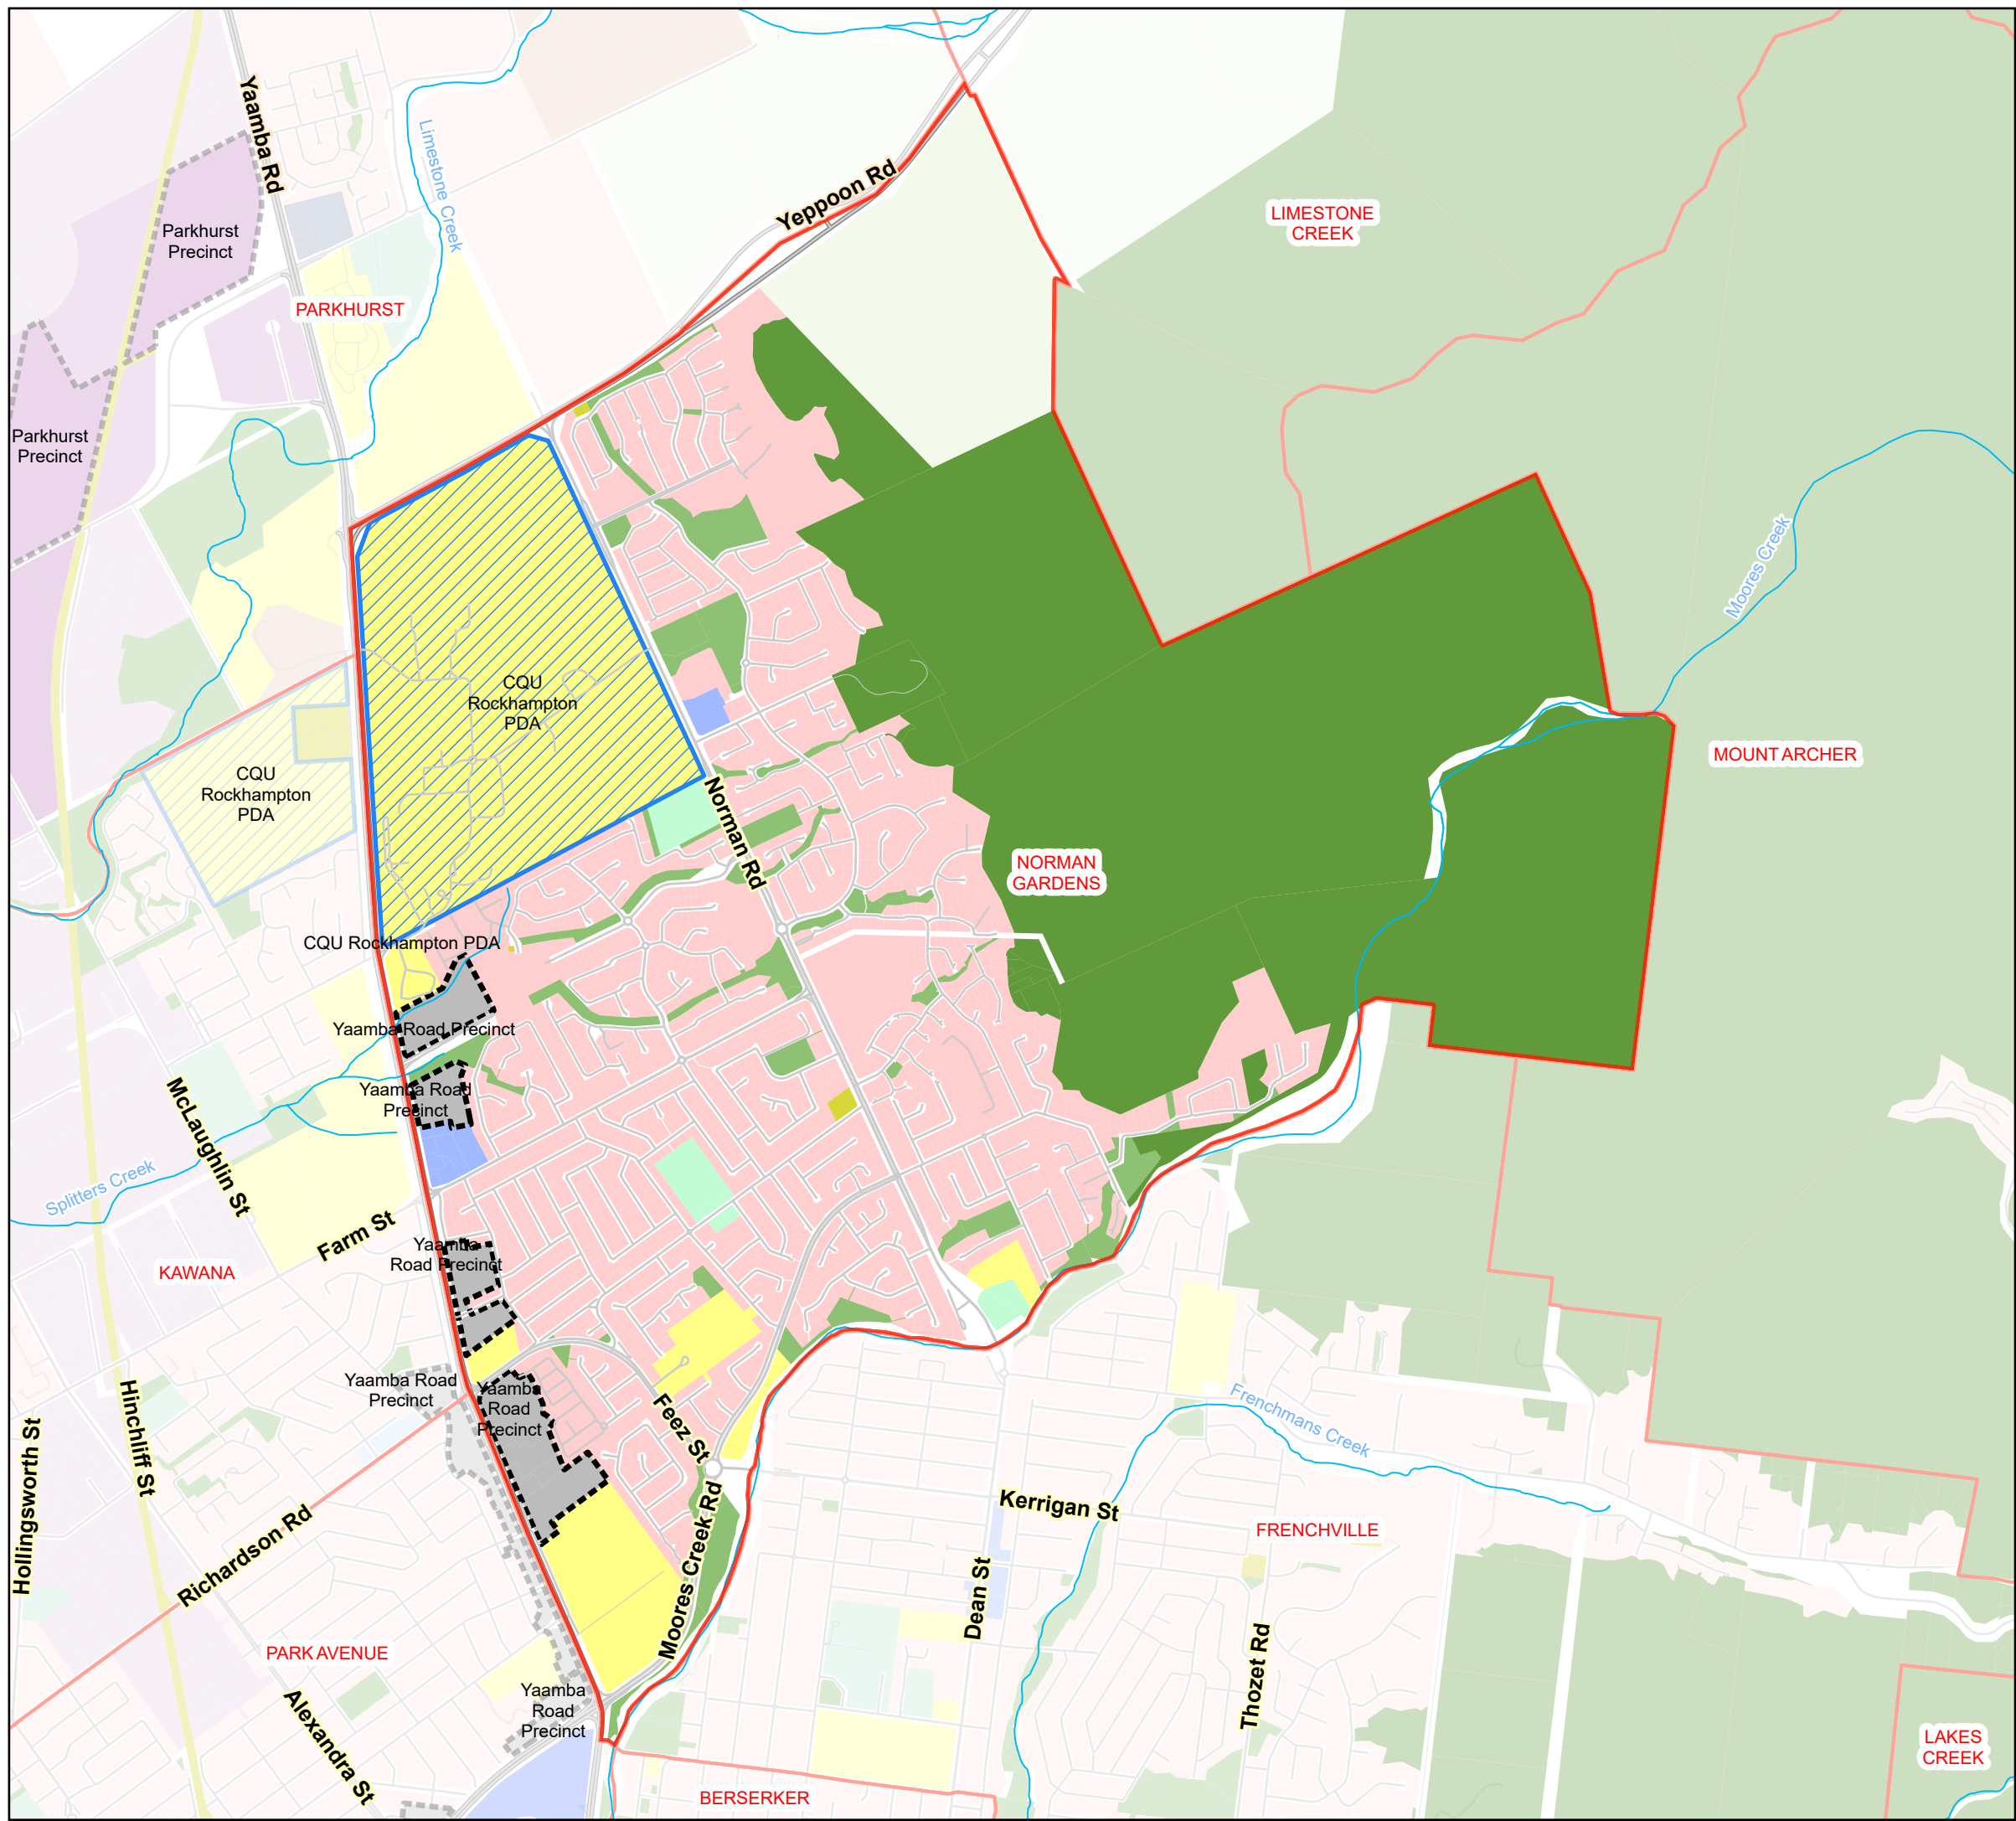 Yaamba Rd
Limestone Creek
Yeppoon Rd
Parkhurst
Precinct
LIMESTONE
CREEK
PARKHURST
Parkhurst
Precinct
Moores Creek
CQU
Rockhampton
PDA
MOUNT ARCHER
CQU
Rockhampton
PDA
Norman Rd
NORMAN
GARDENS
CQU Rockhampton PDA
Yaamba Road Precinct
Yaamba Road
Precinct
McLaughlin St
Splitters Creek
Farm St
Yaamba
Road Precinct
KAWANA
Yaamba Road
Precinct
Yaamba
Road
Precinct
Hinchliff St
Hollingsworth St
Feez St
Frenchmans Creek
Richardson Rd
Moores Creek Rd
Kerrigan St
FRENCHVILLE
Dean St
Thozet Rd
PARK AVENUE
Alexandra St
Yaamba
Road
Precinct
LAKES
CREEK
BERSERKER